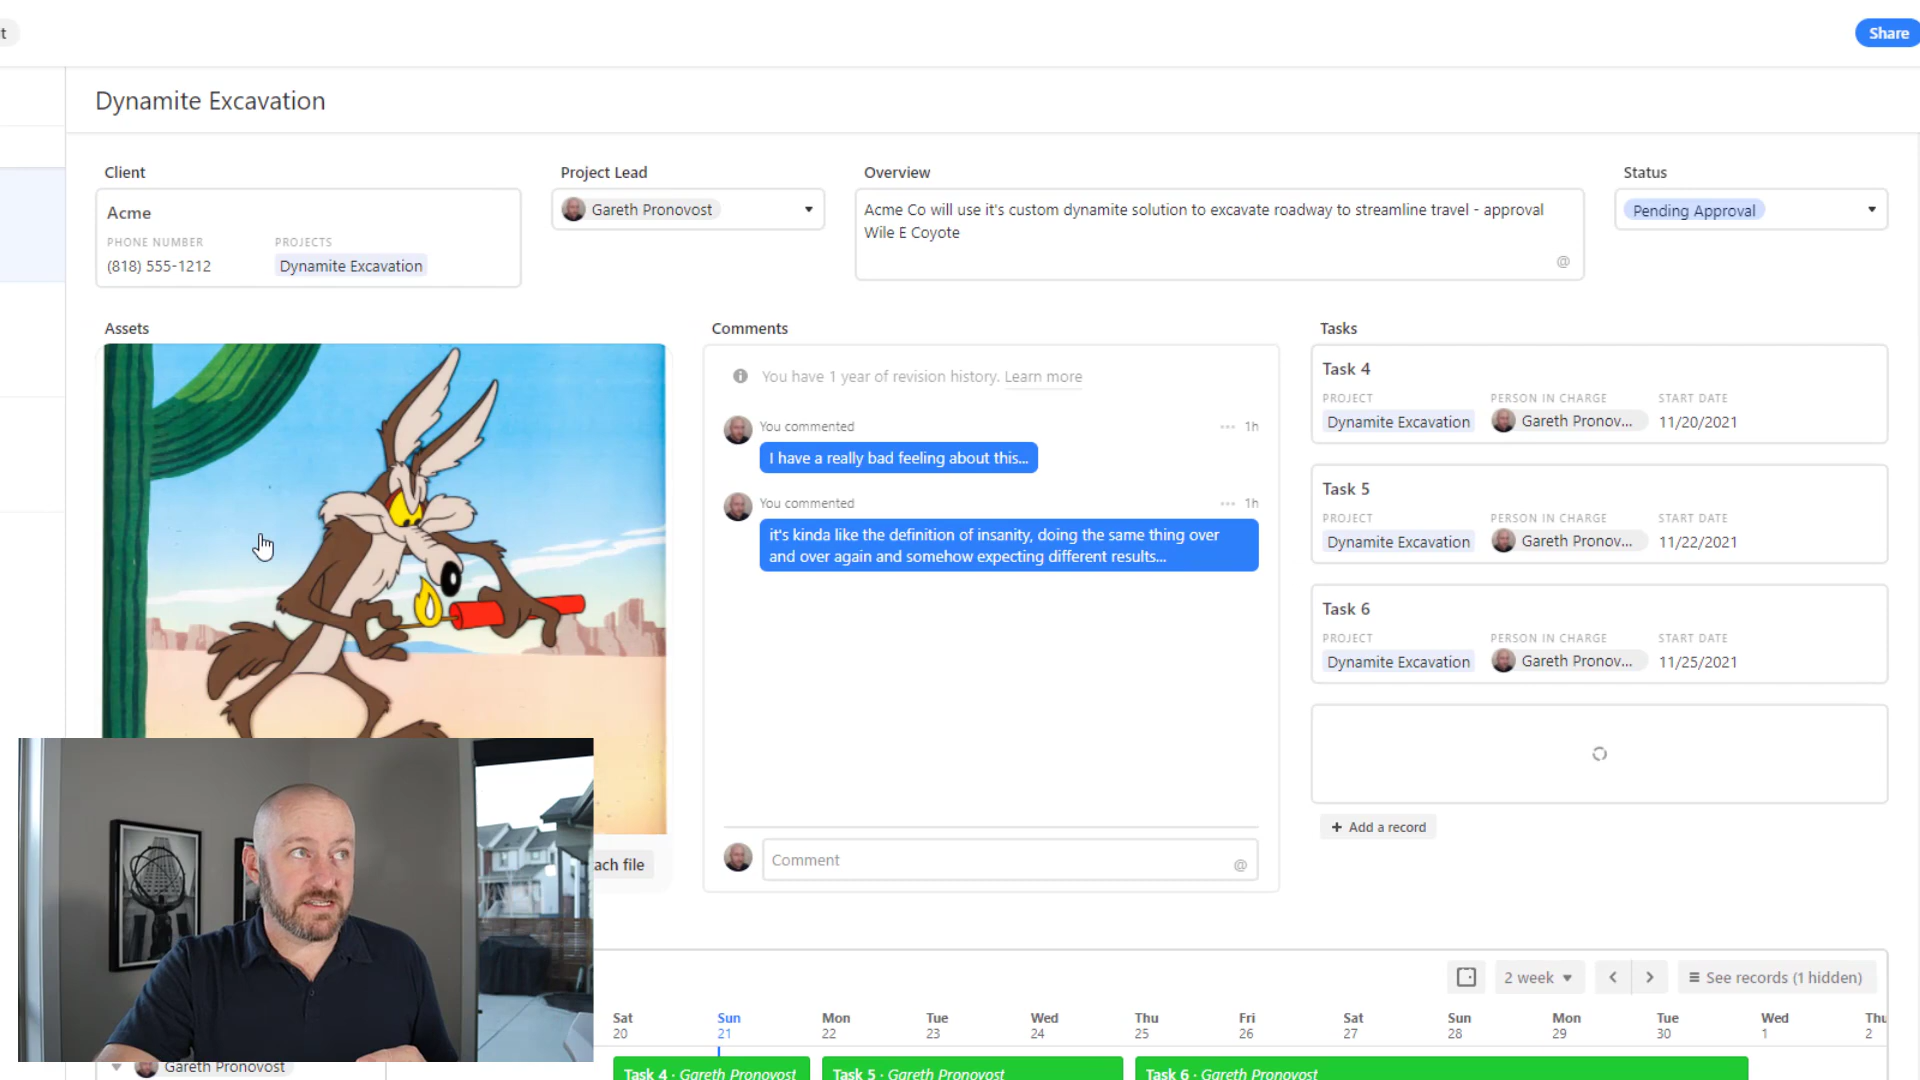 t
Share
Dynamite Excavation
Client
Project Lead
Overview
Status
Acme
PHONE NUMBER
PROJECTS
(818) 555-1212
Dynamite Excavation
Gareth Pronovost
Acme Co will use it's custom dynamite solution to excavate roadway to streamline travel - approval
Wile E Coyote
@
Pending Approval
Assets
Comments
Tasks
You have 1 year of revision history. Learn more
You commented
1h
I have a really bad feeling about this...
You commented
1h
it's kinda like the definition of insanity, doing the same thing over
and over again and somehow expecting different results...
Comment
@
Task 4
PROJECT
PERSON IN CHARGE
START DATE
Dynamite Excavation
Gareth Pronov...
11/20/2021
Task 5
PROJECT
PERSON IN CHARGE
START DATE
Dynamite Excavation
Gareth Pronov...
11/22/2021
Task 6
PROJECT
PERSON IN CHARGE
START DATE
Dynamite Excavation
Gareth Pronov...
11/25/2021
+ Add a record
ach file
2 week
See records (1 hidden)
Sat
20
Sun
21
Mon
22
Tue
23
Wed
24
Thu
25
Fri
26
Sat
27
Sun
28
Mon
29
Tue
30
Wed
1
Thu
2
Gareth Pronovost
Task 4 · Gareth Pronovost
Task 5 · Gareth Pronovost
Task 6 · Gareth Pronovost